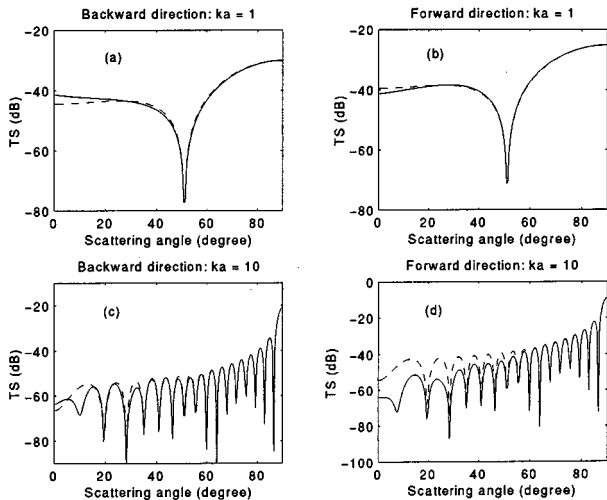 Backward direction: ka = 1
Forward direction: ka = 1
-20
-40
-60
-80
TS (dB)
(a)
0 20 40 60 80
Scattering angle (degree)
-20
-40
-60
-80
TS (dB)
(b)
0 20 40 60 80
Scattering angle (degree)
Backward direction: ka = 10
Forward direction: ka = 10
-20
-40
-60
-80
TS (dB)
(c)
0 20 40 60 80
Scattering angle (degree)
0
-20
-40
-60
-80
-100
TS (dB)
(d)
0 20 40 60 80
Scattering angle (degree)